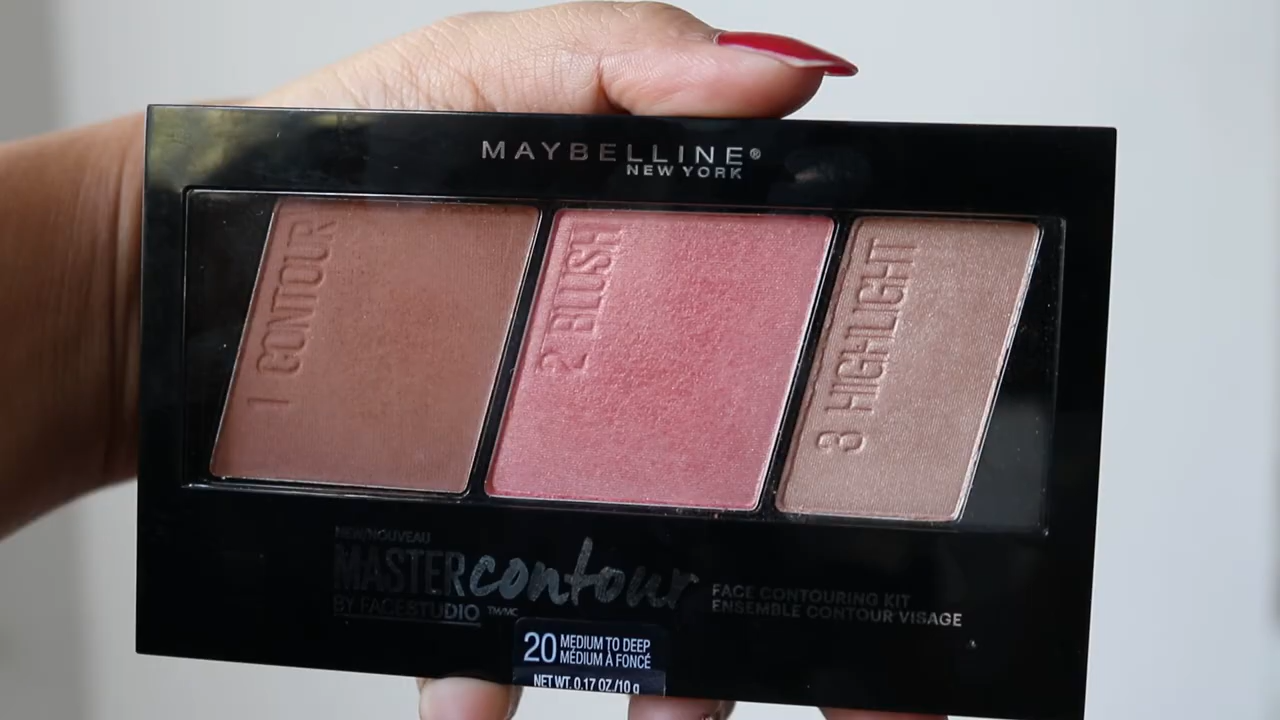 MAYBELLINE®
NEW YORK
1 CONTOUR
2 BLUSH
3 HIGHLIGHT
NEW/NOUVEAU
MASTER contour
BY FACESTUDIO TM/MC
FACE CONTOURING KIT
ENSEMBLE CONTOUR VISAGE
20 MEDIUM TO DEEP
MÉDIUM À FONCÉ
NET WT. 0.17 OZ./10 g